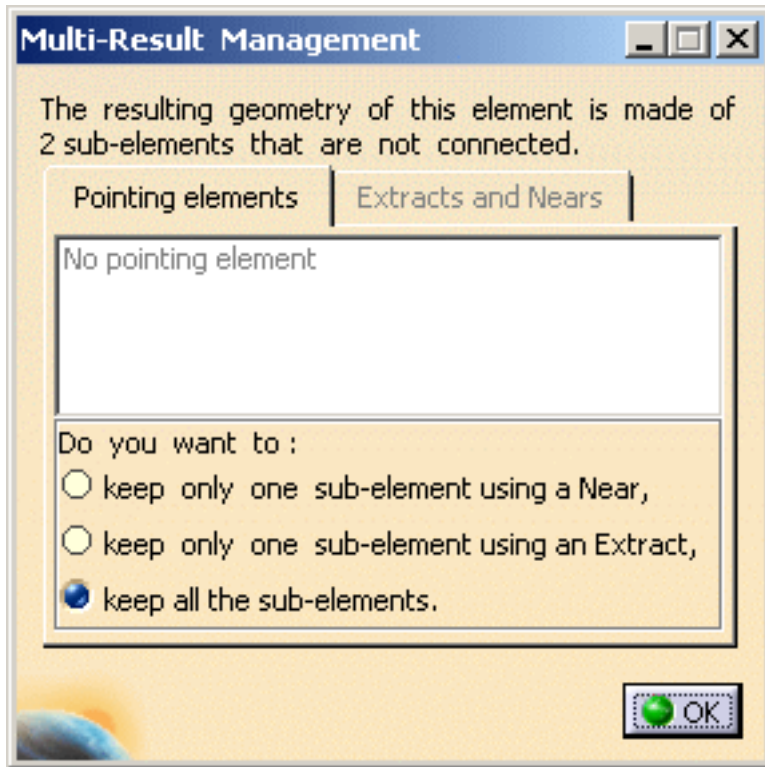 Multi-Result Management
The resulting geometry of this element is made of
2 sub-elements that are not connected.
Pointing elements
Extracts and Nears
No pointing element
Do you want to :
keep only one sub-element using a Near,
keep only one sub-element using an Extract,
keep all the sub-elements.
OK